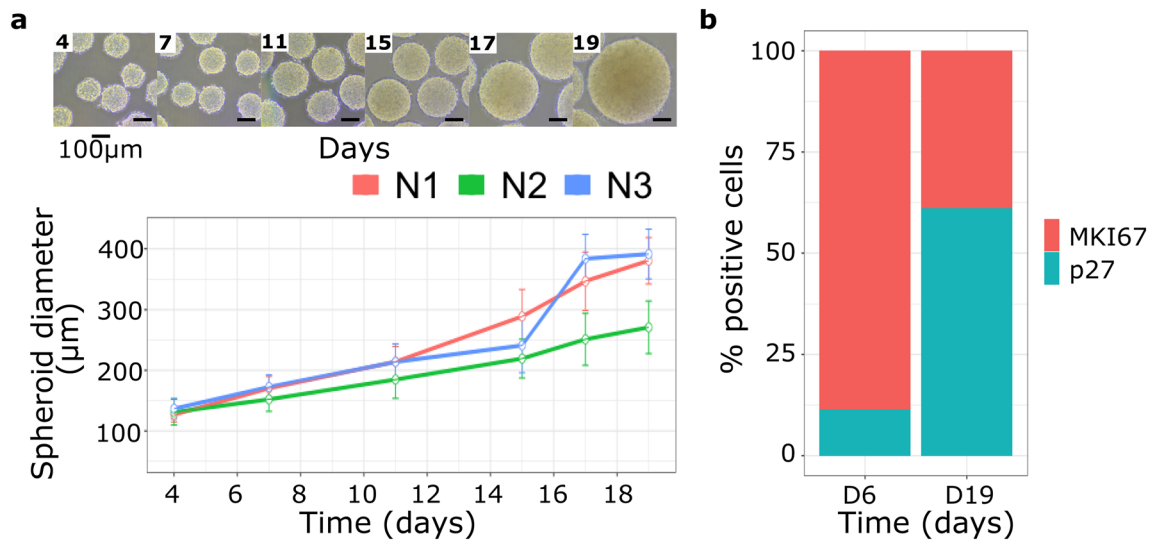 a
4 7 11 15 17 19
100µm
Days
N1 N2 N3
Spheroid diameter
(µm)
400
300
200
100
4 6 8 10 12 14 16 18
Time (days)
b
% positive cells
100
75
50
25
0
D6 D19
Time (days)
MKI67
p27